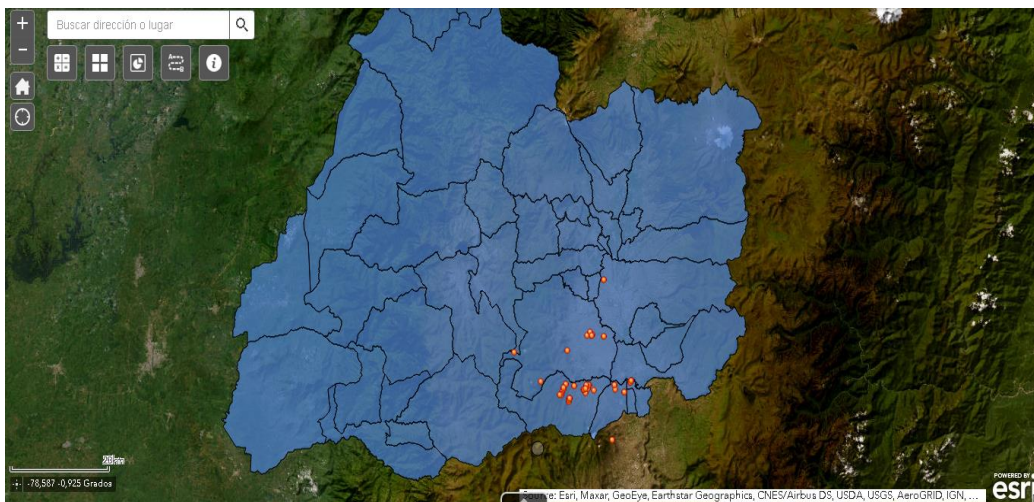 +
Buscar dirección o lugar
−
-78,587 -0,925 Grados
POWERED BY
esri
Source: Esri, Maxar, GeoEye, Earthstar Geographics, CNES/Airbus DS, USDA, USGS, AeroGRID, IGN, ...